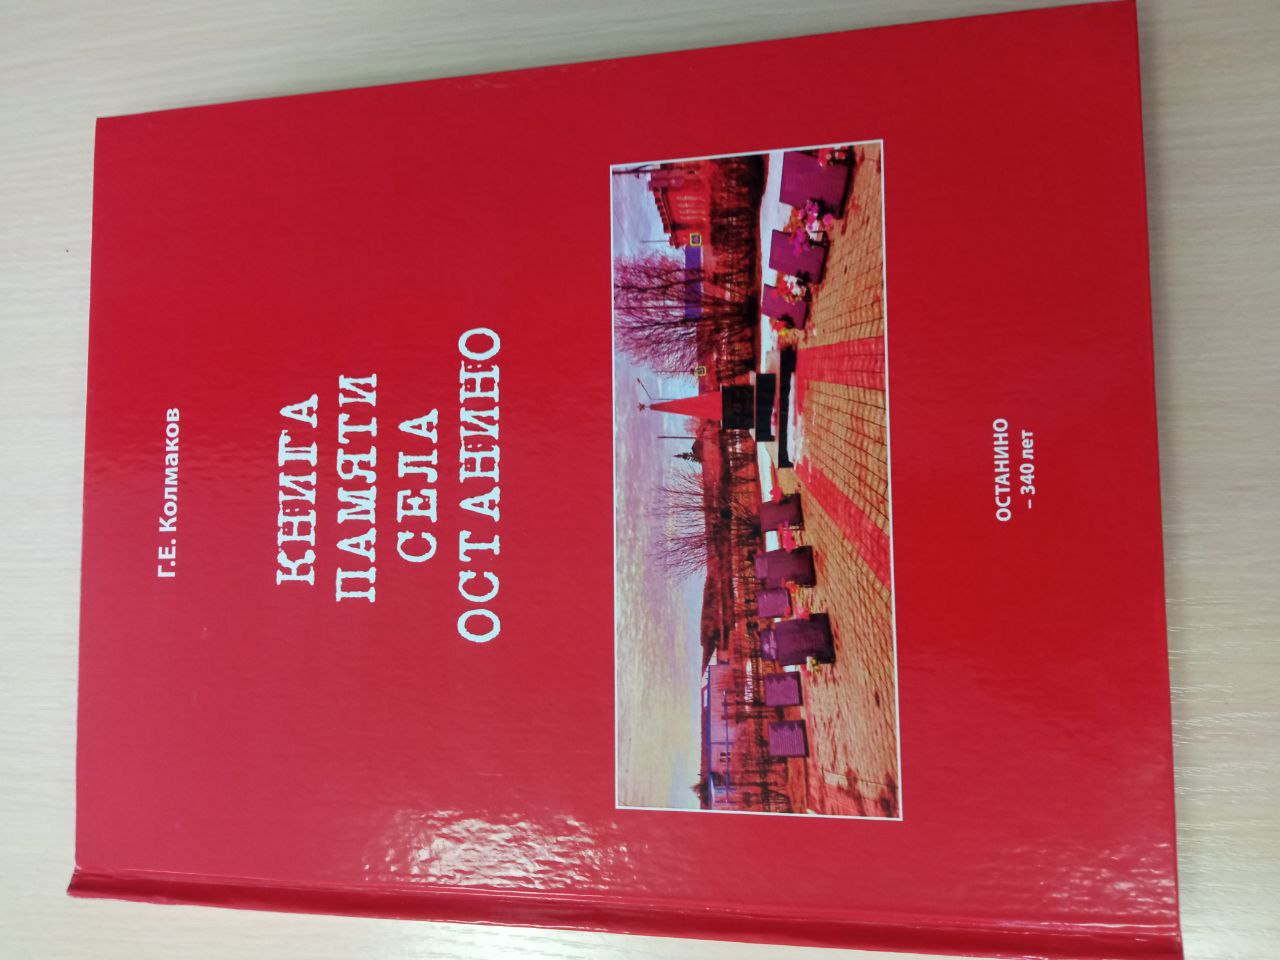 Г.Е. Колмаков
КНИГА
ПАМЯТИ
СЕЛА
ОСТАНИНО
ОСТАНИНО
– 340 лет